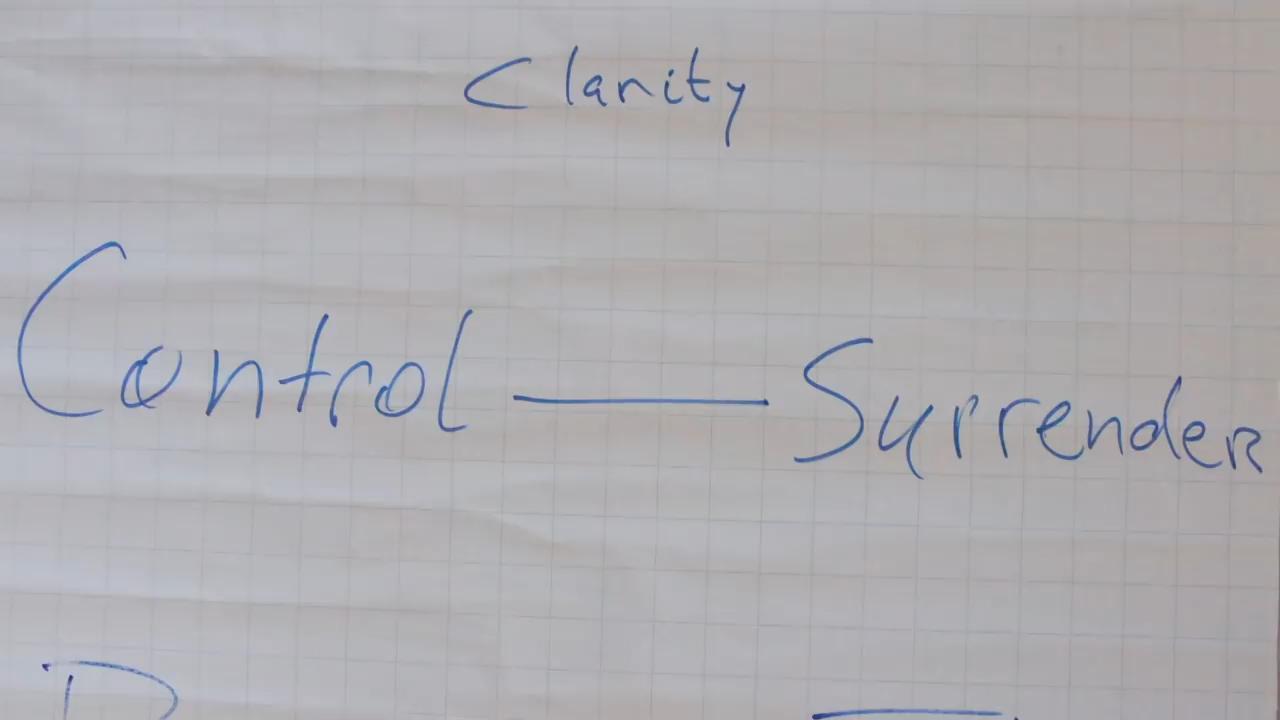 Clarity
Control — Surrender